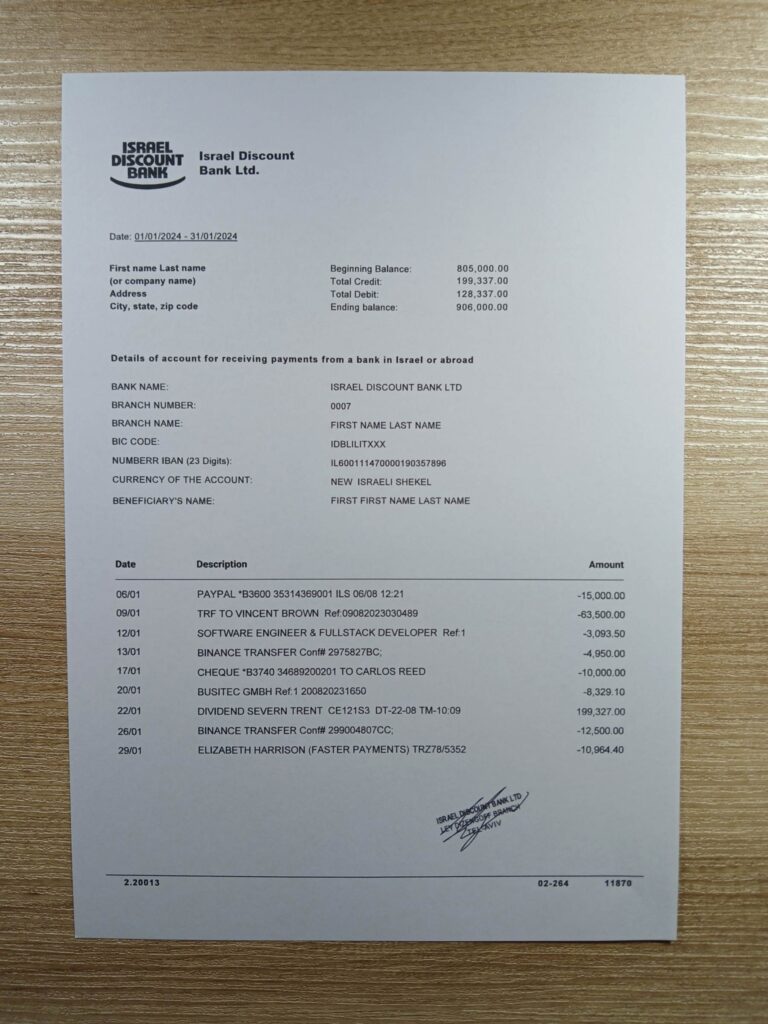 ISRAEL
DISCOUNT
BANK
Israel Discount
Bank Ltd.
Date: 01/01/2024 - 31/01/2024
First name Last name
(or company name)
Address
City, state, zip code
Beginning Balance: 805,000.00
Total Credit: 199,337.00
Total Debit: 128,337.00
Ending balance: 906,000.00
Details of account for receiving payments from a bank in Israel or abroad
BANK NAME: ISRAEL DISCOUNT BANK LTD
BRANCH NUMBER: 0007
BRANCH NAME: FIRST NAME LAST NAME
BIC CODE: IDBLILITXXX
NUMBERR IBAN (23 Digits): IL600111470000190357896
CURRENCY OF THE ACCOUNT: NEW ISRAELI SHEKEL
BENEFICIARY'S NAME: FIRST FIRST NAME LAST NAME
Date Description Amount
06/01 PAYPAL *B3600 35314369001 ILS 06/08 12:21 -15,000.00
09/01 TRF TO VINCENT BROWN Ref:09082023030489 -63,500.00
12/01 SOFTWARE ENGINEER & FULLSTACK DEVELOPER Ref:1 -3,093.50
13/01 BINANCE TRANSFER Conf# 2975827BC; -4,950.00
17/01 CHEQUE *B3740 34689200201 TO CARLOS REED -10,000.00
20/01 BUSITEC GMBH Ref:1 200820231650 -8,329.10
22/01 DIVIDEND SEVERN TRENT CE121S3 DT-22-08 TM-10:09 199,327.00
26/01 BINANCE TRANSFER Conf# 299004807CC; -12,500.00
29/01 ELIZABETH HARRISON (FASTER PAYMENTS) TRZ78/5352 -10,964.40
ISRAEL DISCOUNT BANK LTD
LEV DIZENGOFF BRANCH
TEL-AVIV
2.20013 02-264 11870